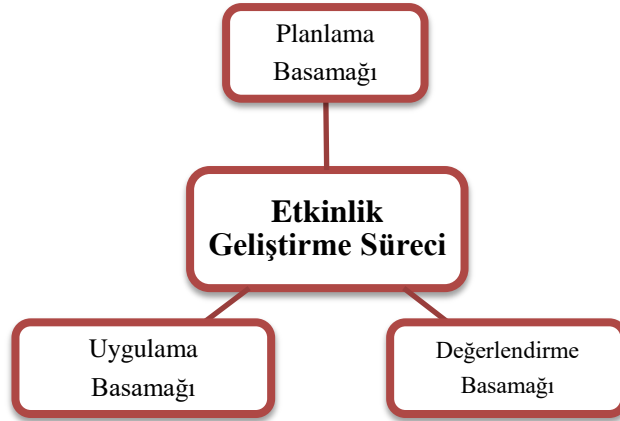 Planlama
Basamağı
Etkinlik
Geliştirme Süreci
Uygulama
Basamağı
Değerlendirme
Basamağı